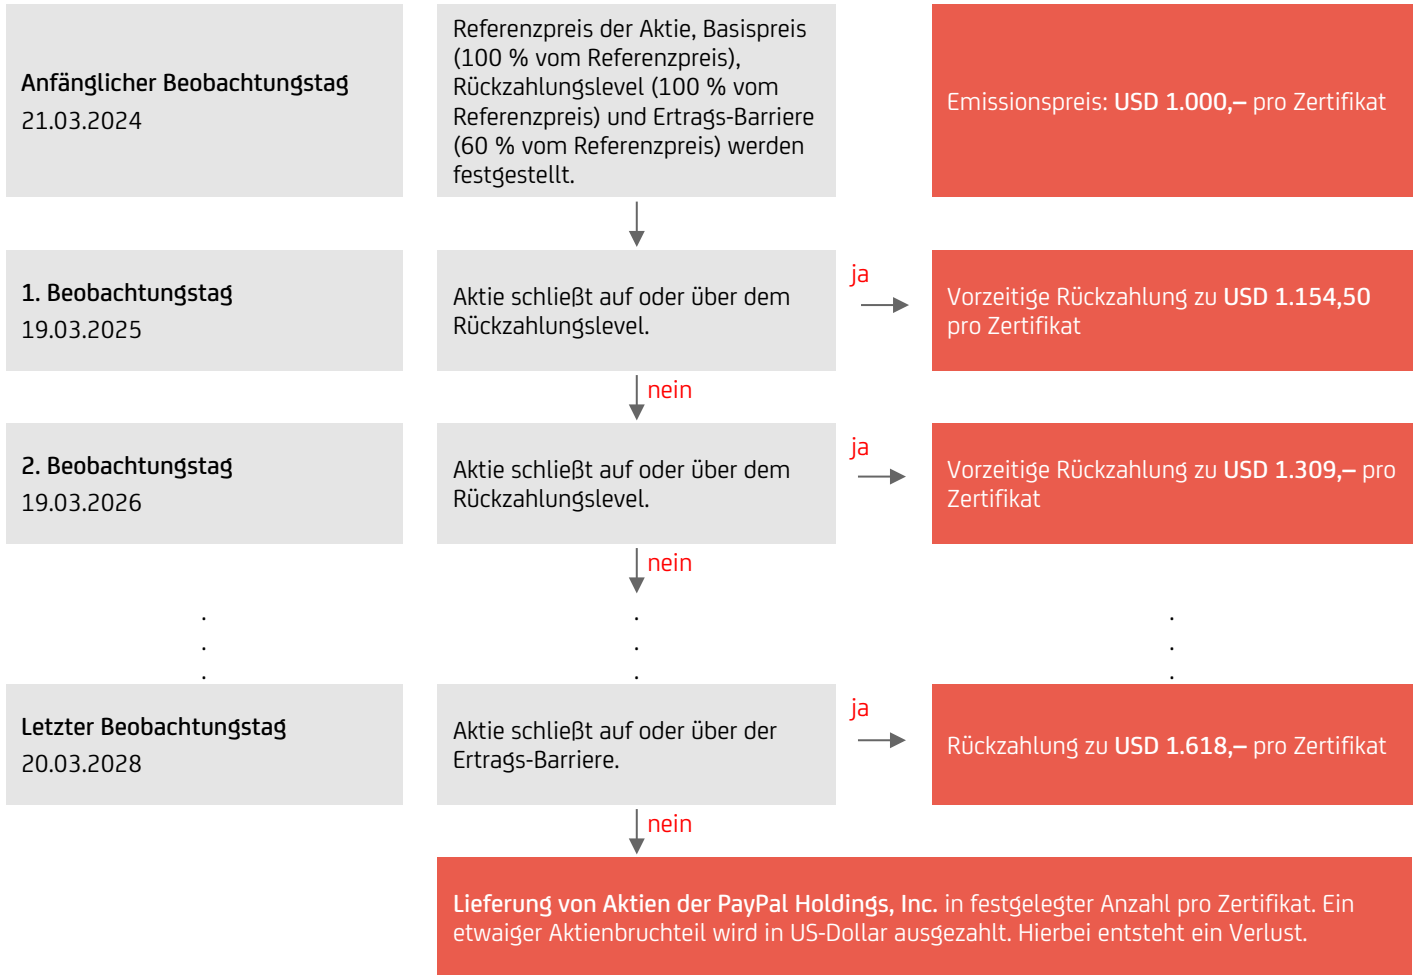 Anfänglicher Beobachtungstag
21.03.2024
Referenzpreis der Aktie, Basispreis
(100 % vom Referenzpreis),
Rückzahlungslevel (100 % vom
Referenzpreis) und Ertrags-Barriere
(60 % vom Referenzpreis) werden
festgestellt.
Emissionspreis: USD 1.000,– pro Zertifikat
1. Beobachtungstag
19.03.2025
Aktie schließt auf oder über dem
Rückzahlungslevel.
ja
Vorzeitige Rückzahlung zu USD 1.154,50
pro Zertifikat
nein
2. Beobachtungstag
19.03.2026
Aktie schließt auf oder über dem
Rückzahlungslevel.
ja
Vorzeitige Rückzahlung zu USD 1.309,– pro
Zertifikat
nein
. . .
. . .
. . .
Letzter Beobachtungstag
20.03.2028
Aktie schließt auf oder über der
Ertrags-Barriere.
ja
Rückzahlung zu USD 1.618,– pro Zertifikat
nein
Lieferung von Aktien der PayPal Holdings, Inc. in festgelegter Anzahl pro Zertifikat. Ein
etwaiger Aktienbruchteil wird in US-Dollar ausgezahlt. Hierbei entsteht ein Verlust.